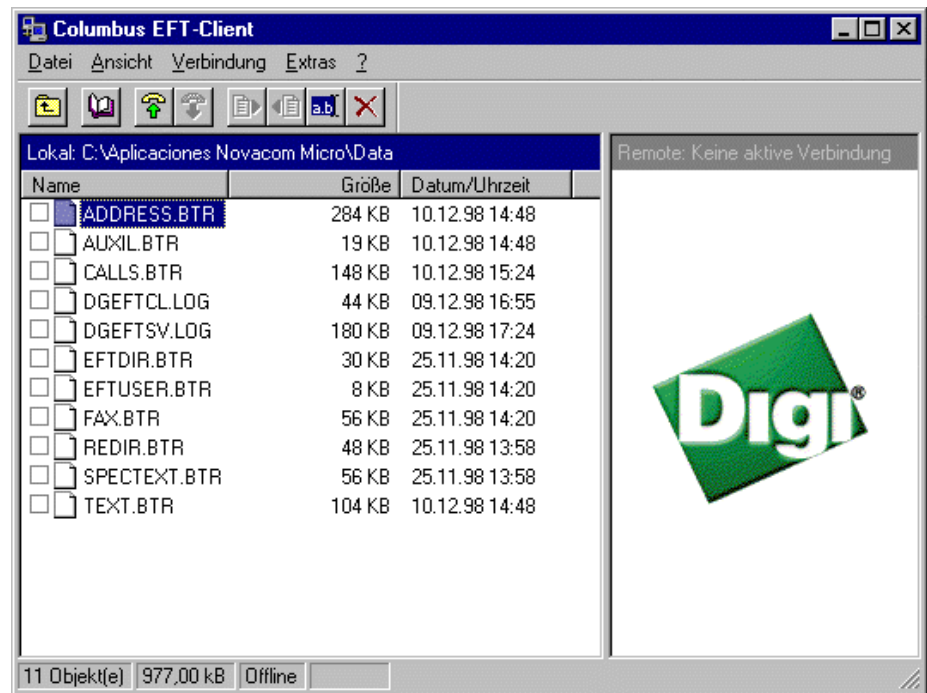 Columbus EFT-Client
Datei Ansicht Verbindung Extras ?
a.b
Lokal: C:\Aplicaciones Novacom Micro\Data
Remote: Keine aktive Verbindung
Name Größe Datum/Uhrzeit
ADDRESS.BTR 284 KB 10.12.98 14:48
AUXIL.BTR 19 KB 10.12.98 14:48
CALLS.BTR 148 KB 10.12.98 15:24
DGEFTCL.LOG 44 KB 09.12.98 16:55
DGEFTSV.LOG 180 KB 09.12.98 17:24
EFTDIR.BTR 30 KB 25.11.98 14:20
EFTUSER.BTR 8 KB 25.11.98 14:20
FAX.BTR 56 KB 25.11.98 14:20
REDIR.BTR 48 KB 25.11.98 13:58
SPECTEXT.BTR 56 KB 25.11.98 13:58
TEXT.BTR 104 KB 10.12.98 14:48
DIGI®
11 Objekt(e) 977,00 kB Offline